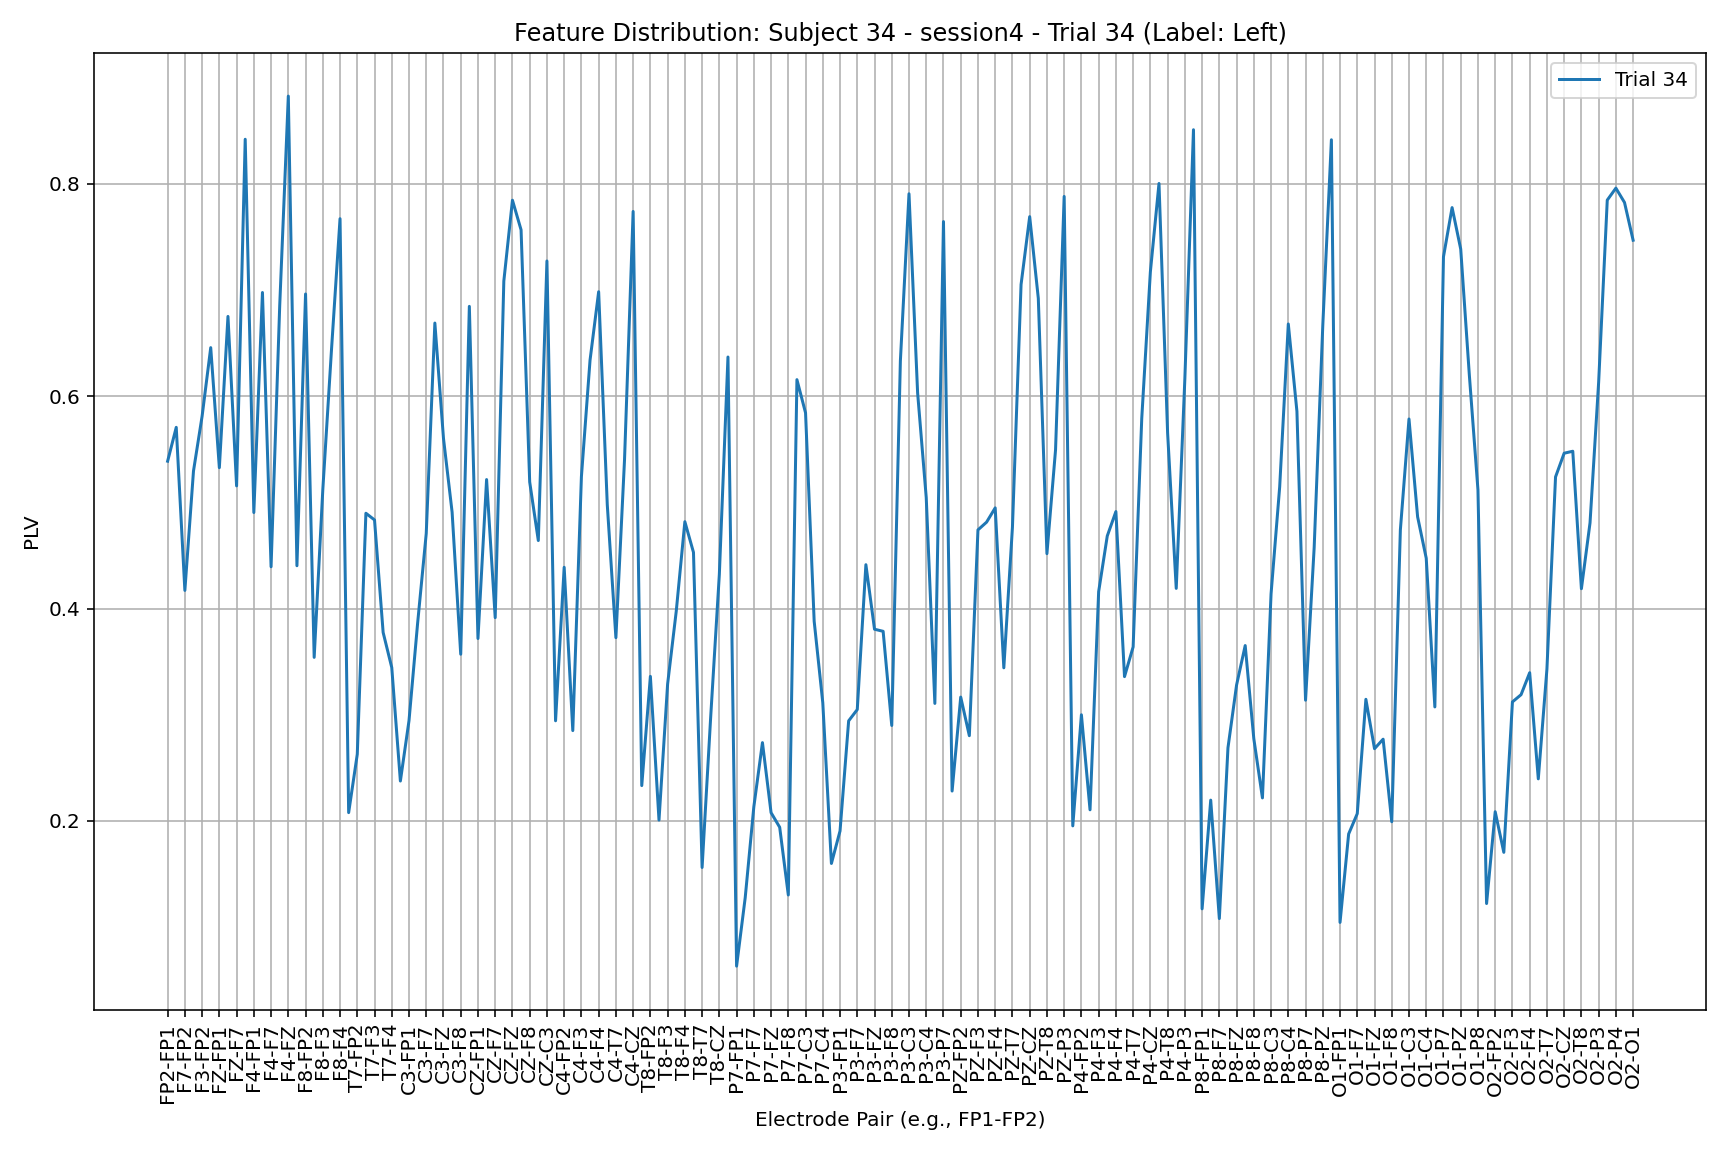 Feature Distribution: Subject 34 - session4 - Trial 34 (Label: Left)
Trial 34
PLV
0.8
0.6
0.4
0.2
FP2-FP1
F7-FP2
F3-FP2
FZ-FP1
FZ-F7
F4-FP1
F4-F7
F4-FZ
F8-FP2
F8-F3
F8-F4
T7-FP2
T7-F3
T7-F4
C3-FP1
C3-F7
C3-FZ
C3-F8
CZ-FP1
CZ-F7
CZ-FZ
CZ-F8
CZ-C3
C4-FP2
C4-F3
C4-F4
C4-T7
C4-CZ
T8-FP2
T8-F3
T8-F4
T8-T7
T8-CZ
P7-FP1
P7-F7
P7-FZ
P7-F8
P7-C3
P7-C4
P3-FP1
P3-F7
P3-FZ
P3-F8
P3-C3
P3-C4
P3-P7
PZ-FP2
PZ-F3
PZ-F4
PZ-T7
PZ-CZ
PZ-T8
PZ-P3
P4-FP2
P4-F3
P4-F4
P4-T7
P4-CZ
P4-T8
P4-P3
P8-FP1
P8-F7
P8-FZ
P8-F8
P8-C3
P8-C4
P8-P7
P8-PZ
O1-FP1
O1-F7
O1-FZ
O1-F8
O1-C3
O1-C4
O1-P7
O1-PZ
O1-P8
O2-FP2
O2-F3
O2-F4
O2-T7
O2-CZ
O2-T8
O2-P3
O2-P4
O2-O1
Electrode Pair (e.g., FP1-FP2)